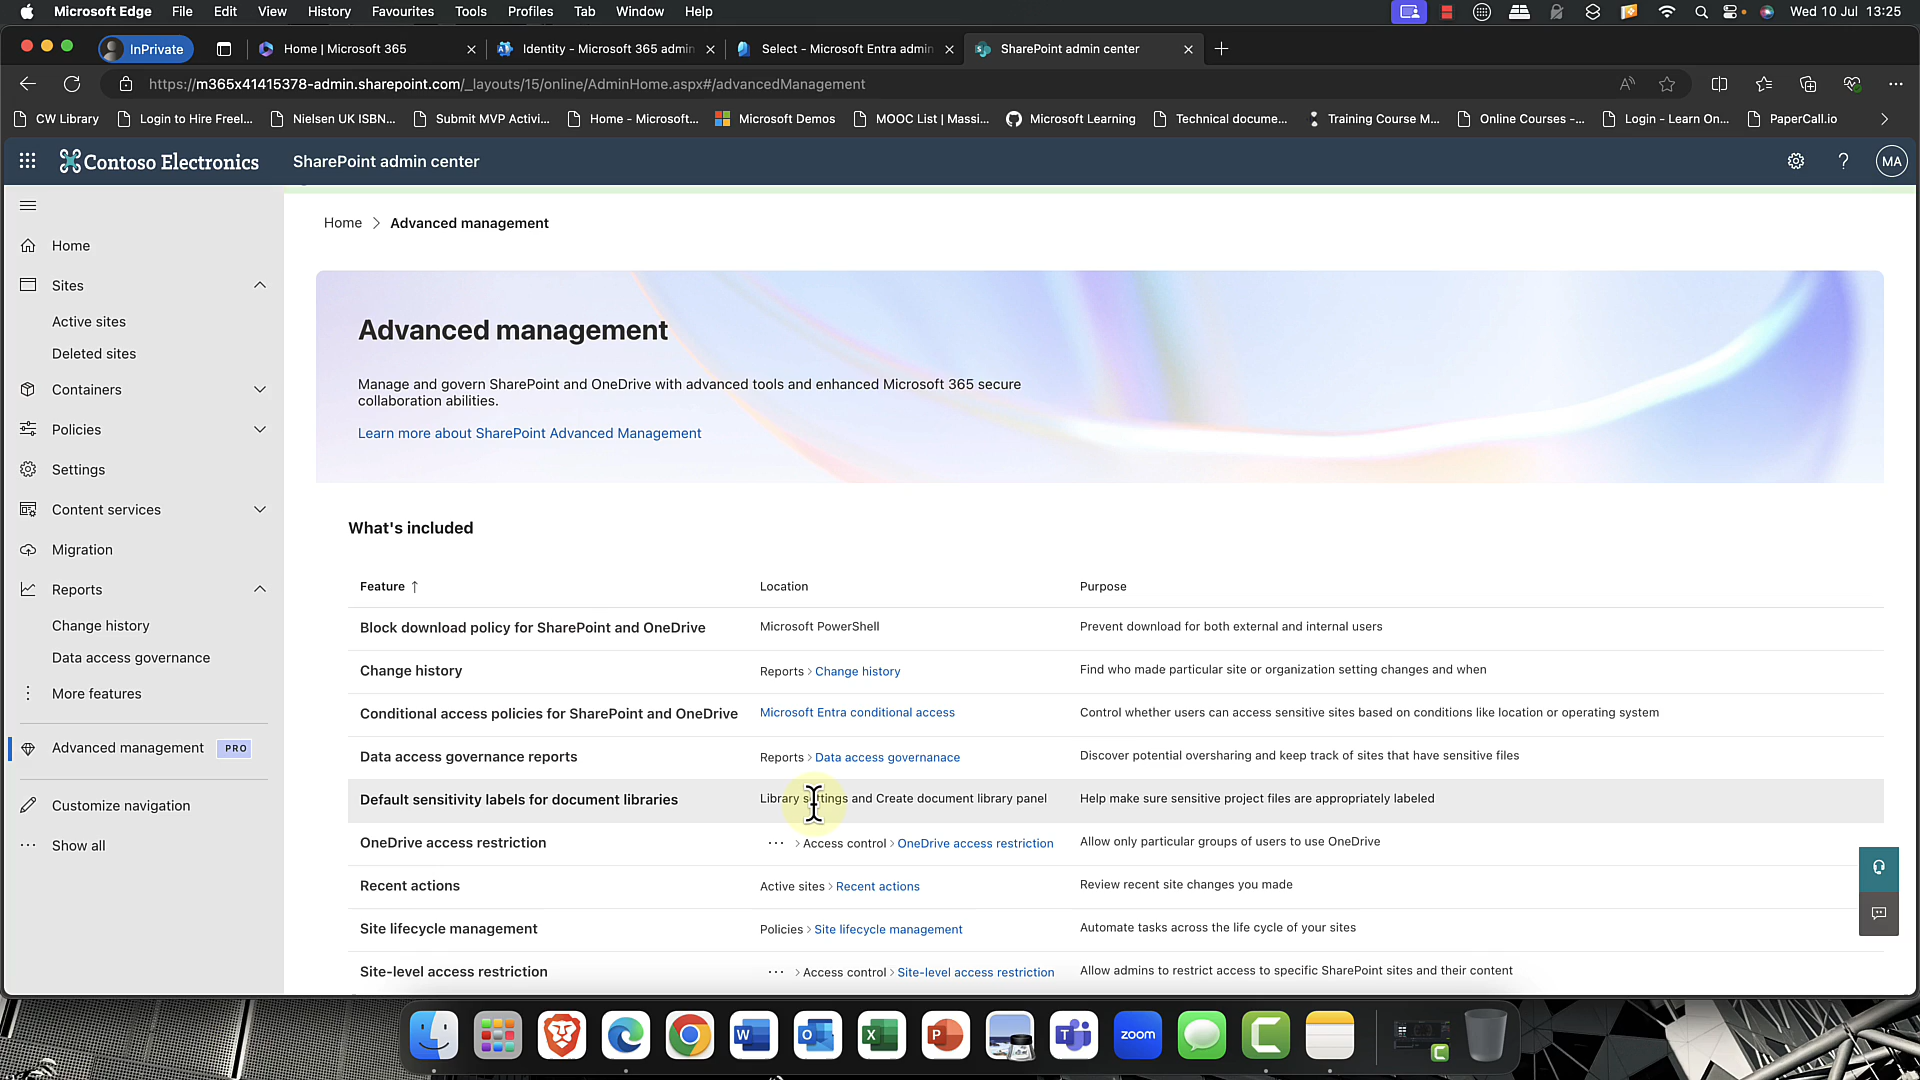 Microsoft Edge File Edit View History Favourites Tools Profiles Tab Window Help Wed 10 Jul 13:25
InPrivate Home | Microsoft 365 Identity - Microsoft 365 admin Select - Microsoft Entra admin SharePoint admin center
https://m365x41415378-admin.sharepoint.com/_layouts/15/online/AdminHome.aspx#/advancedManagement
CW Library Login to Hire Freel... Nielsen UK ISBN... Submit MVP Activi... Home - Microsoft... Microsoft Demos MOOC List | Massi... Microsoft Learning Technical docume... Training Course M... Online Courses -... Login - Learn On... PaperCall.io
Contoso Electronics SharePoint admin center ? MA
Home > Advanced management
Home
Sites
Active sites
Deleted sites
Containers
Policies
Settings
Content services
Migration
Reports
Change history
Data access governance
More features
Advanced management PRO
Customize navigation
Show all
Advanced management
Manage and govern SharePoint and OneDrive with advanced tools and enhanced Microsoft 365 secure
collaboration abilities.
Learn more about SharePoint Advanced Management
What's included
Feature ↑ Location Purpose
Block download policy for SharePoint and OneDrive Microsoft PowerShell Prevent download for both external and internal users
Change history Reports > Change history Find who made particular site or organization setting changes and when
Conditional access policies for SharePoint and OneDrive Microsoft Entra conditional access Control whether users can access sensitive sites based on conditions like location or operating system
Data access governance reports Reports > Data access governanace Discover potential oversharing and keep track of sites that have sensitive files
Default sensitivity labels for document libraries Library settings and Create document library panel Help make sure sensitive project files are appropriately labeled
OneDrive access restriction ··· > Access control > OneDrive access restriction Allow only particular groups of users to use OneDrive
Recent actions Active sites > Recent actions Review recent site changes you made
Site lifecycle management Policies > Site lifecycle management Automate tasks across the life cycle of your sites
Site-level access restriction ··· > Access control > Site-level access restriction Allow admins to restrict access to specific SharePoint sites and their content
W O X P T zoom C